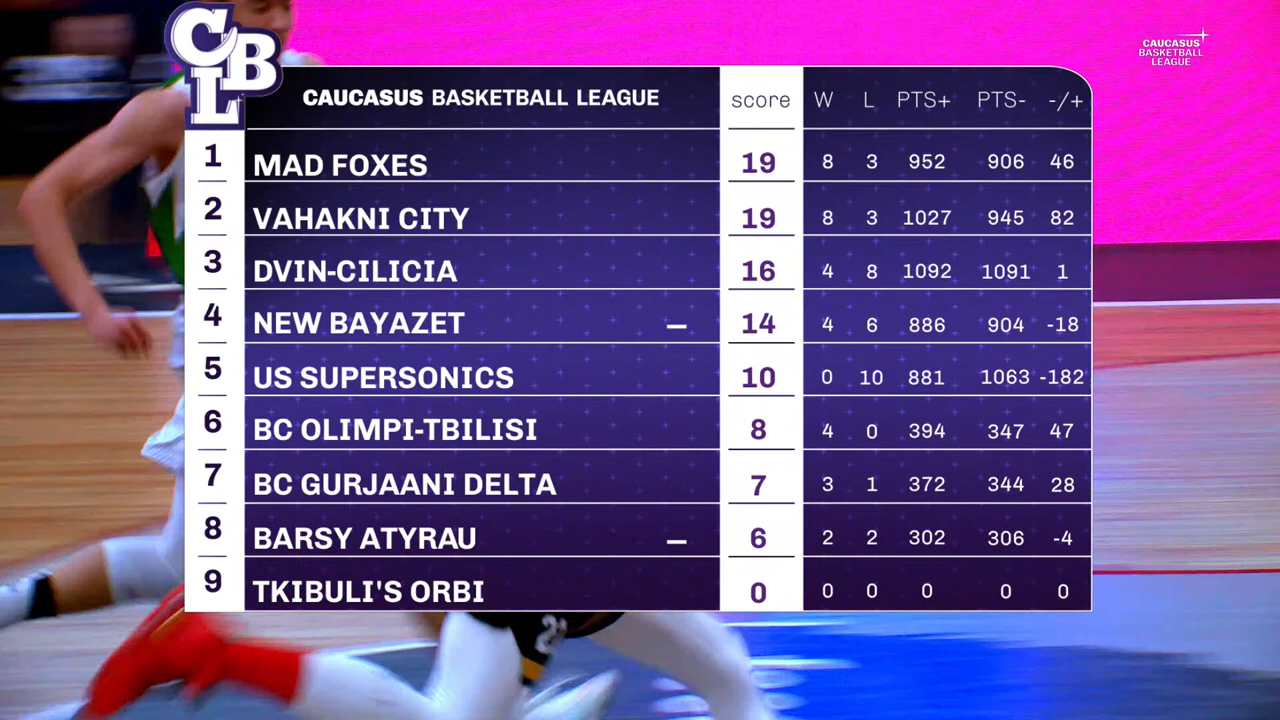 CBL
CAUCASUS
BASKETBALL
LEAGUE
CAUCASUS BASKETBALL LEAGUE score W L PTS+ PTS- -/+
1 MAD FOXES 19 8 3 952 906 46
2 VAHAKNI CITY 19 8 3 1027 945 82
3 DVIN-CILICIA 16 4 8 1092 1091 1
4 NEW BAYAZET – 14 4 6 886 904 -18
5 US SUPERSONICS 10 0 10 881 1063 -182
6 BC OLIMPI-TBILISI 8 4 0 394 347 47
7 BC GURJAANI DELTA 7 3 1 372 344 28
8 BARSY ATYRAU – 6 2 2 302 306 -4
9 TKIBULI'S ORBI 0 0 0 0 0 0